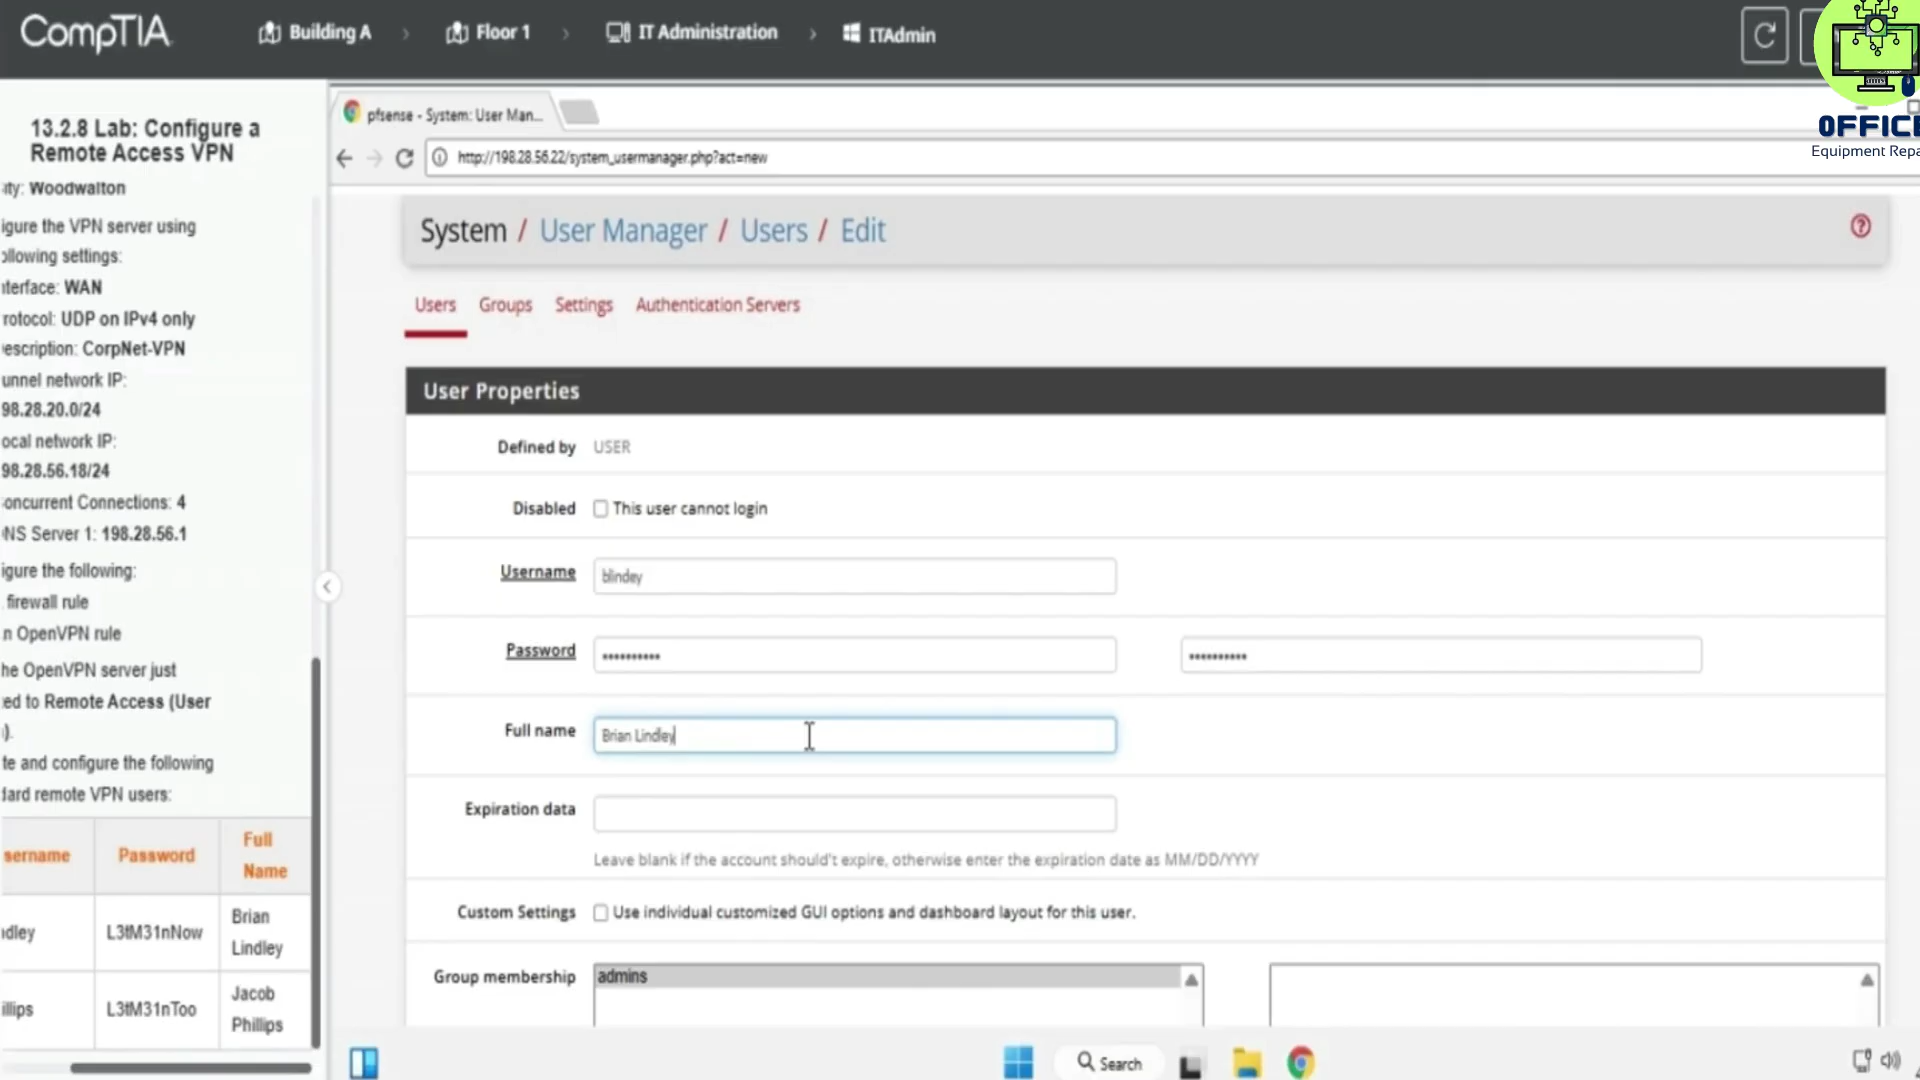 CompTIA
Building A > Floor 1 > IT Administration > ITAdmin
OFFICE
Equipment Repa
13.2.8 Lab: Configure a
Remote Access VPN
ity: Woodwalton
igure the VPN server using
ollowing settings:
nterface: WAN
rotocol: UDP on IPv4 only
escription: CorpNet-VPN
unnel network IP:
98.28.20.0/24
ocal network IP:
98.28.56.18/24
oncurrent Connections: 4
NS Server 1: 198.28.56.1
igure the following:
firewall rule
n OpenVPN rule
he OpenVPN server just
ed to Remote Access (User
).
te and configure the following
dard remote VPN users:
sername Password Full Name
dley L3tM31nNow Brian Lindley
illips L3tM31nToo Jacob Phillips
pfsense - System: User Man...
http://198.28.56.22/system_usermanager.php?act=new
System / User Manager / Users / Edit
Users Groups Settings Authentication Servers
User Properties
Defined by USER
Disabled This user cannot login
Username blindey
Password •••••••••• ••••••••••
Full name Brian Lindley
Expiration data
Leave blank if the account should't expire, otherwise enter the expiration date as MM/DD/YYYY
Custom Settings Use individual customized GUI options and dashboard layout for this user.
Group membership admins
Search